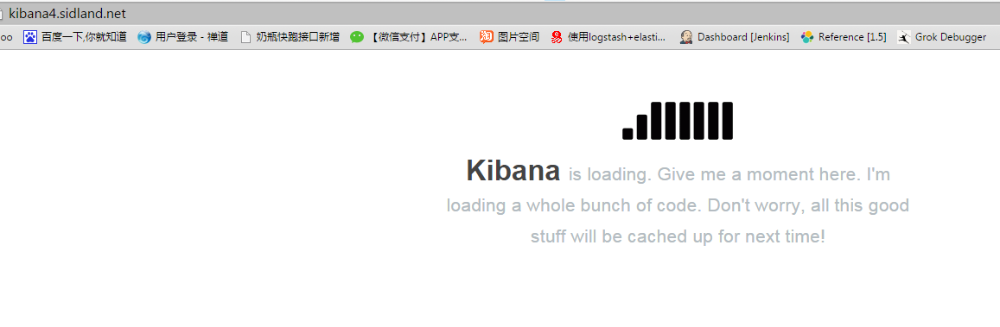 kibana4.sidland.net
oo 百度一下,你就知道 用户登录 - 禅道 奶瓶快跑接口新增 【微信支付】APP支... 淘 图片空间 易 使用logstash+elasti... Dashboard [Jenkins] Reference [1.5] Grok Debugger
Kibana is loading. Give me a moment here. I'm
loading a whole bunch of code. Don't worry, all this good
stuff will be cached up for next time!